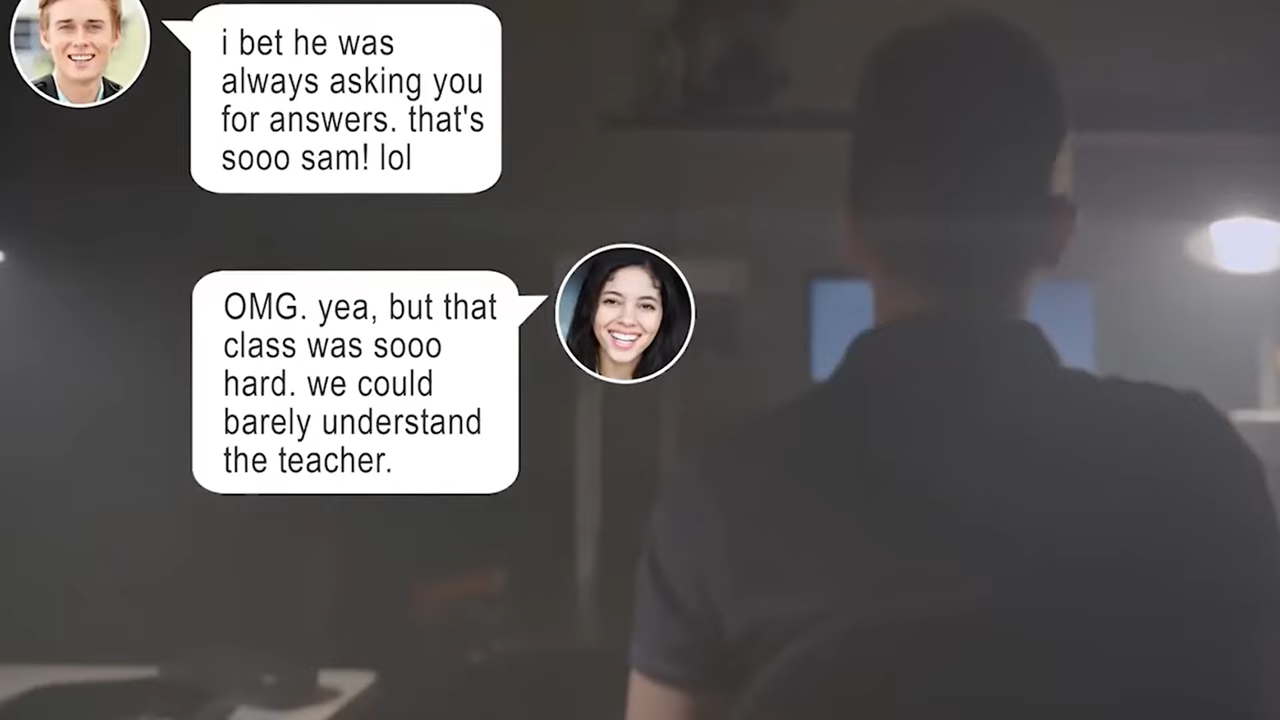 i bet he was
always asking you
for answers. that's
sooo sam! lol
OMG. yea, but that
class was sooo
hard. we could
barely understand
the teacher.